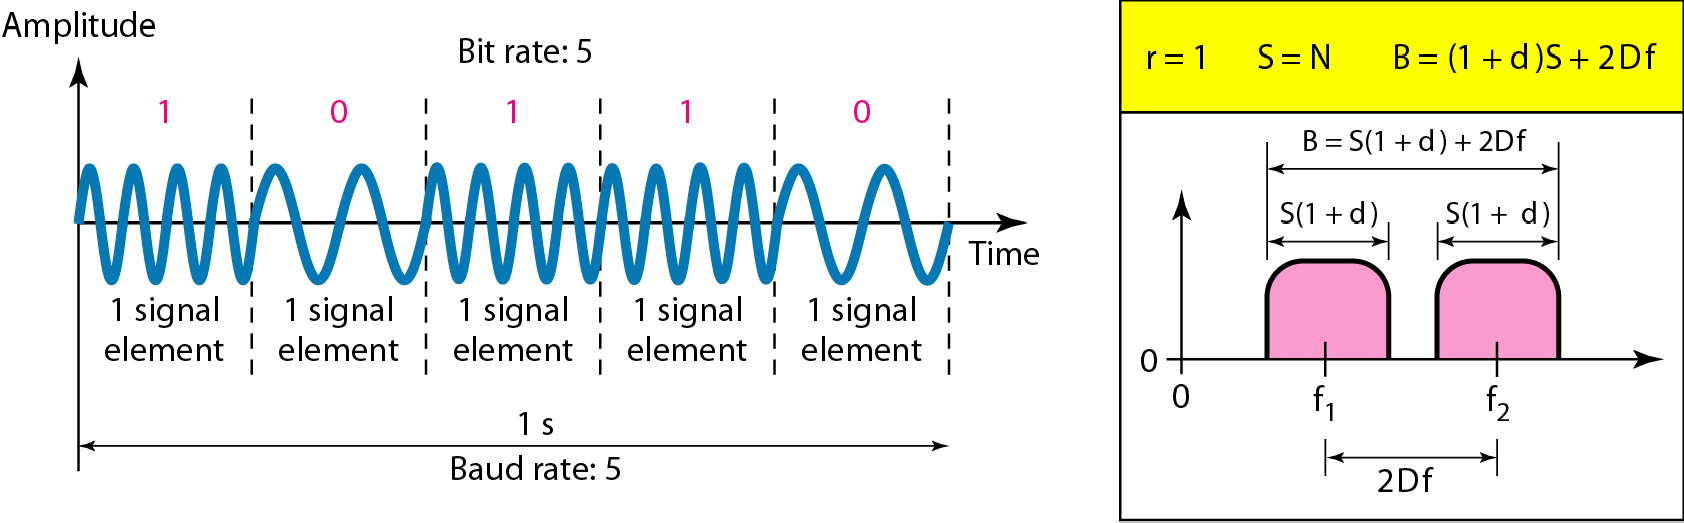 Amplitude
Bit rate: 5
1 0 1 1 0
Time
1 signal element
1 signal element
1 signal element
1 signal element
1 signal element
1 s
Baud rate: 5
r = 1 S = N B = (1 + d)S + 2Df
B = S(1 + d) + 2Df
S(1 + d) S(1 + d)
0
0 f1 f2
2Df